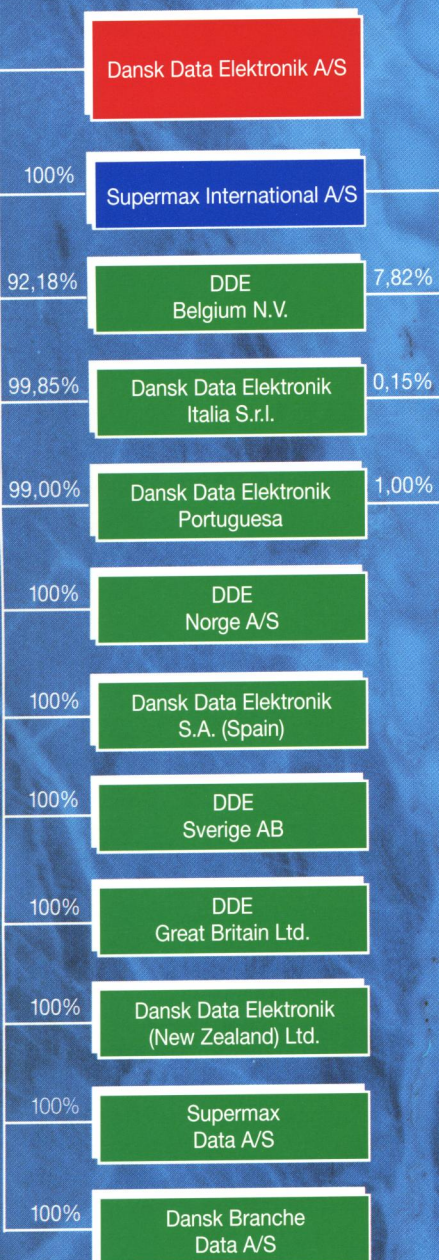 Dansk Data Elektronik A/S
100%
Supermax International A/S
92,18%
DDE
Belgium N.V.
7,82%
99,85%
Dansk Data Elektronik
Italia S.r.l.
0,15%
99,00%
Dansk Data Elektronik
Portuguesa
1,00%
100%
DDE
Norge A/S
100%
Dansk Data Elektronik
S.A. (Spain)
100%
DDE
Sverige AB
100%
DDE
Great Britain Ltd.
100%
Dansk Data Elektronik
(New Zealand) Ltd.
100%
Supermax
Data A/S
100%
Dansk Branche
Data A/S